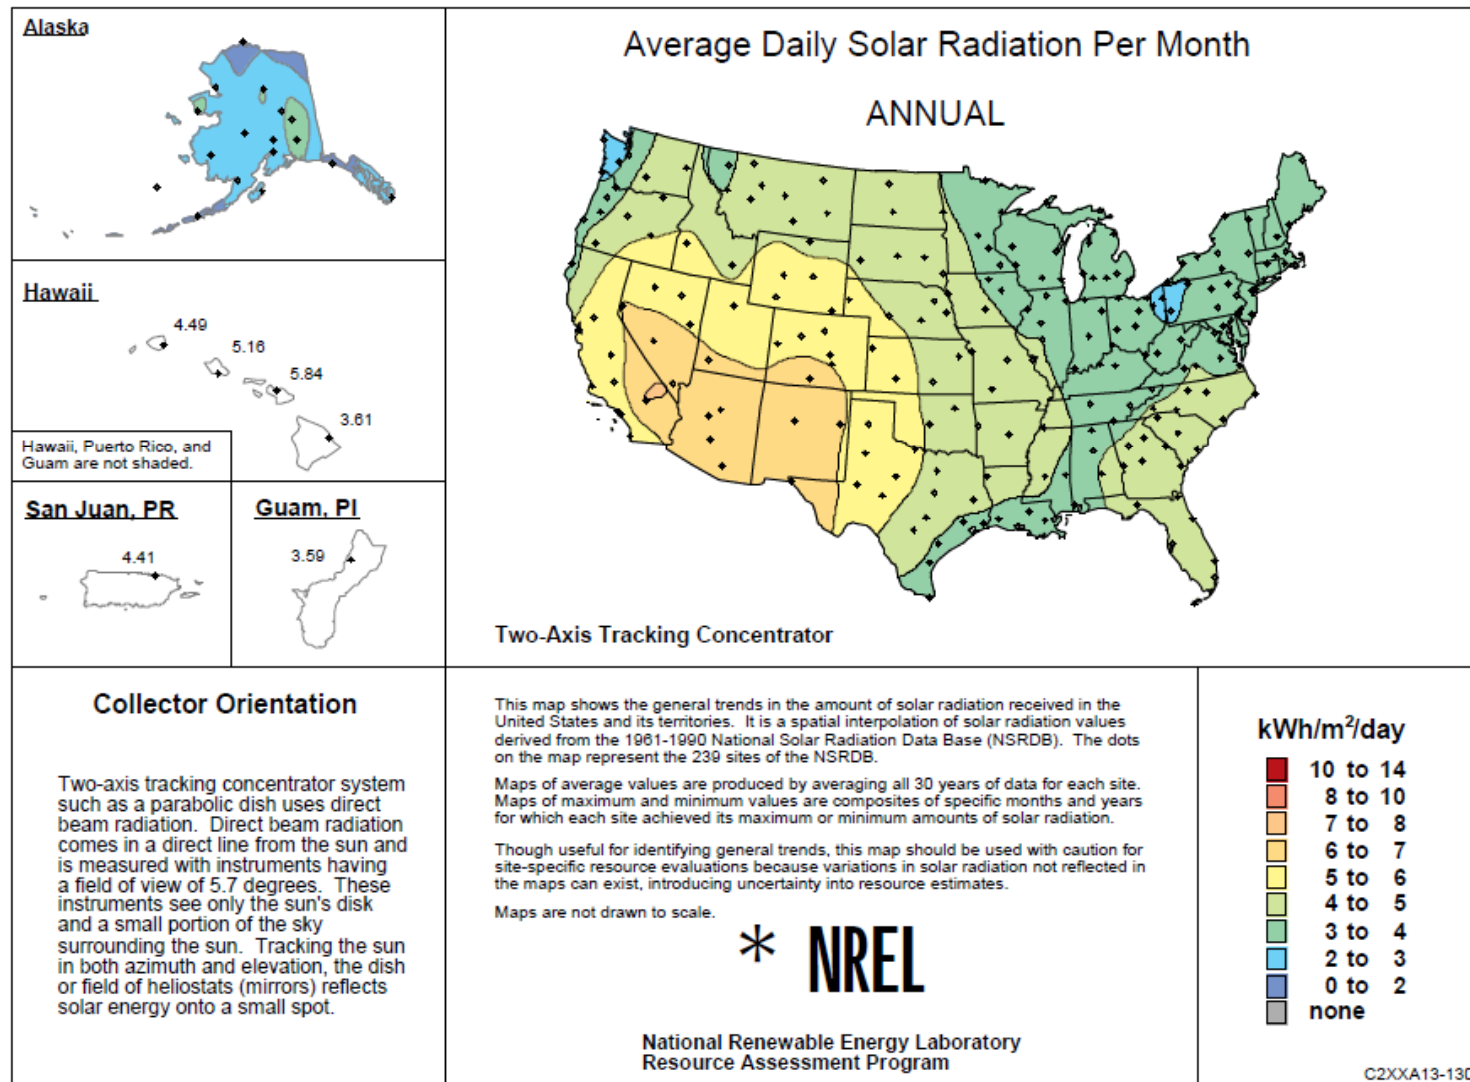 Alaska
Average Daily Solar Radiation Per Month
ANNUAL
Hawaii
4.49
5.16
5.84
3.61
Hawaii, Puerto Rico, and
Guam are not shaded.
San Juan, PR
4.41
Guam, PI
3.59
Two-Axis Tracking Concentrator
Collector Orientation
Two-axis tracking concentrator system
such as a parabolic dish uses direct
beam radiation.  Direct beam radiation
comes in a direct line from the sun and
is measured with instruments having
a field of view of 5.7 degrees.  These
instruments see only the sun's disk
and a small portion of the sky
surrounding the sun.  Tracking the sun
in both azimuth and elevation, the dish
or field of heliostats (mirrors) reflects
solar energy onto a small spot.
This map shows the general trends in the amount of solar radiation received in the
United States and its territories.  It is a spatial interpolation of solar radiation values
derived from the 1961-1990 National Solar Radiation Data Base (NSRDB).  The dots
on the map represent the 239 sites of the NSRDB.
Maps of average values are produced by averaging all 30 years of data for each site.
Maps of maximum and minimum values are composites of specific months and years
for which each site achieved its maximum or minimum amounts of solar radiation.
Though useful for identifying general trends, this map should be used with caution for
site-specific resource evaluations because variations in solar radiation not reflected in
the maps can exist, introducing uncertainty into resource estimates.
Maps are not drawn to scale.
* NREL
National Renewable Energy Laboratory
Resource Assessment Program
kWh/m²/day
10 to 14
8 to 10
7 to 8
6 to 7
5 to 6
4 to 5
3 to 4
2 to 3
0 to 2
none
C2XXA13-130